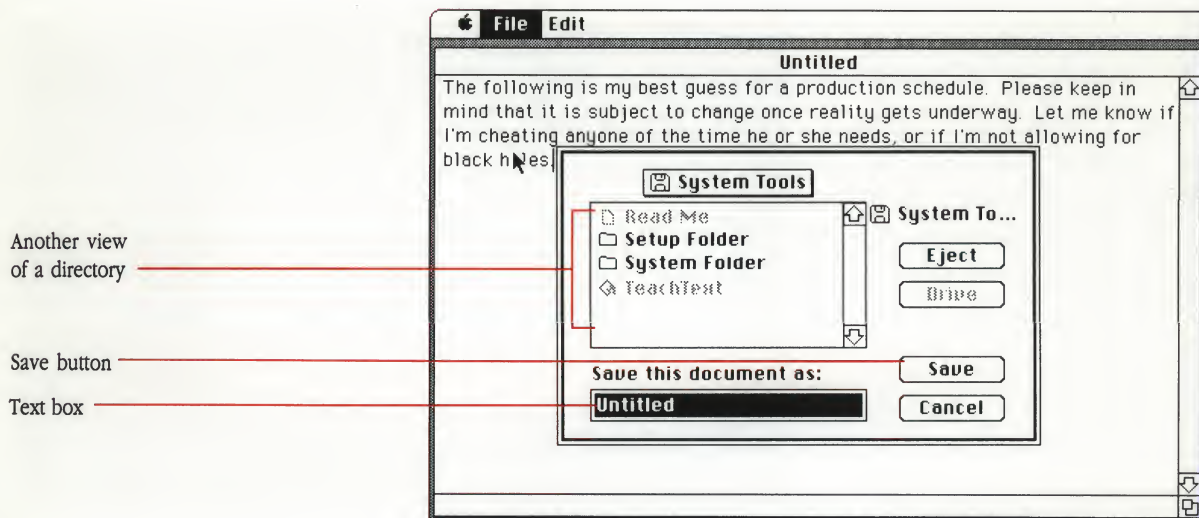 File Edit
Untitled
The following is my best guess for a production schedule. Please keep in
mind that it is subject to change once reality gets underway. Let me know if
I'm cheating anyone of the time he or she needs, or if I'm not allowing for
black holes.
System Tools
Read Me
Setup Folder
System Folder
TeachText
System To...
Eject
Drive
Save
Cancel
Save this document as:
Untitled
Another view
of a directory
Save button
Text box